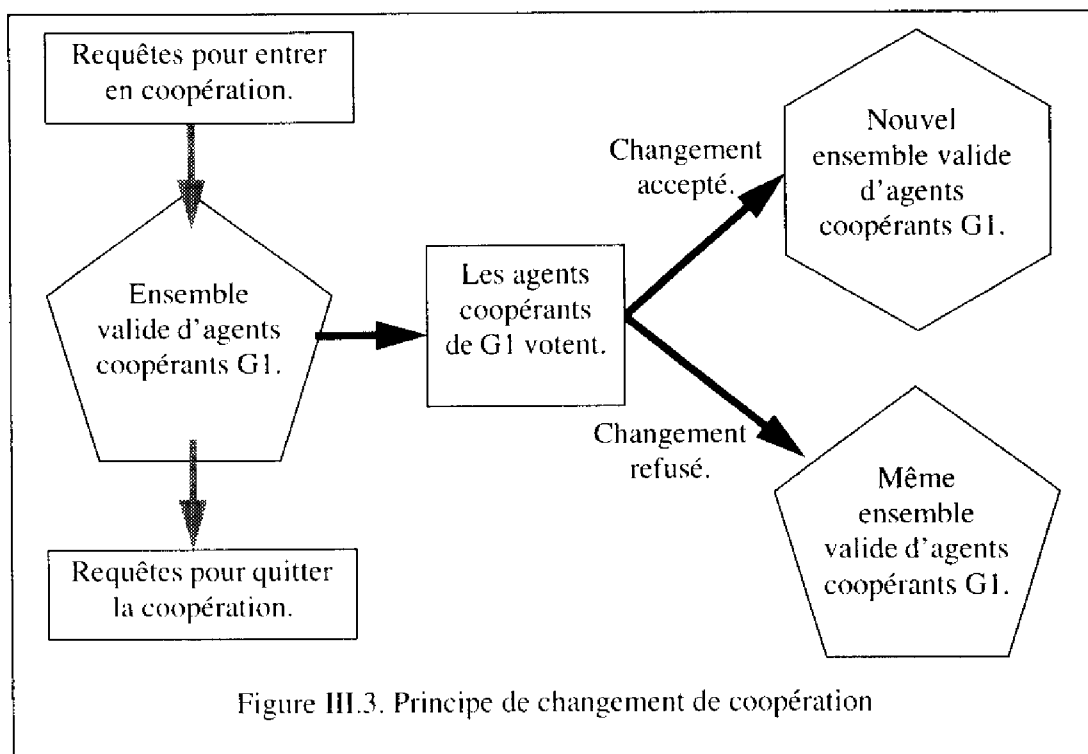 Requêtes pour entrer
en coopération.
Ensemble
valide d'agents
coopérants G1.
Requêtes pour quitter
la coopération.
Les agents
coopérants
de G1 votent.
Changement
accepté.
Changement
refusé.
Nouvel
ensemble valide
d'agents
coopérants G1.
Même
ensemble
valide d'agents
coopérants G1.
Figure III.3. Principe de changement de coopération